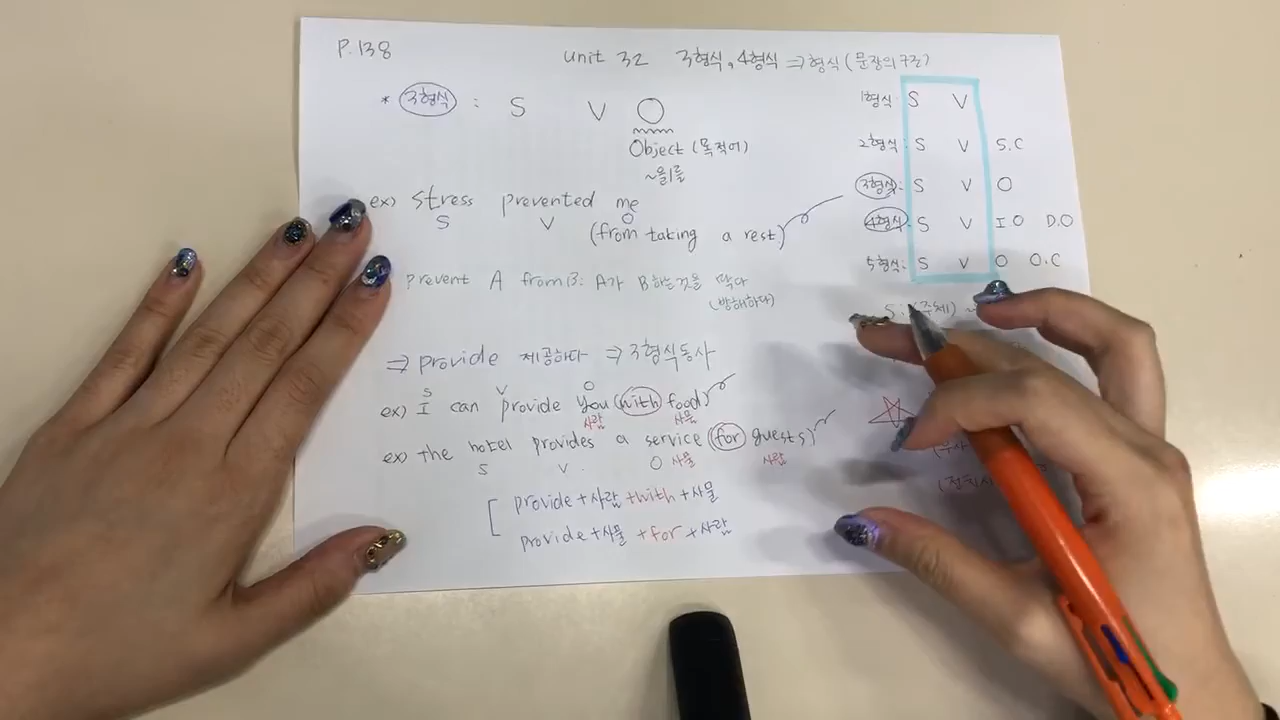 P.138
unit 32 3형식, 4형식 ⇒ 형식 (문장의 구조)
* 3형식 : S V O
Object (목적어)
~을/를
ex) Stress prevented me
S V O
(from taking a rest)
prevent A from B: A가 B하는것을 막다
(방해하다)
⇒ provide 제공하다 ⇒ 3형식동사
S V O
ex) I can provide you (with food)
사람 사물
ex) the hotel provides a service (for guests)
S V O 사물 사람
provide+사람+with+사물
provide+사물+for+사람
1형식: S V
2형식: S V S.C
3형식: S V O
4형식: S V I.O D.O
5형식: S V O O.C
S: (주체)